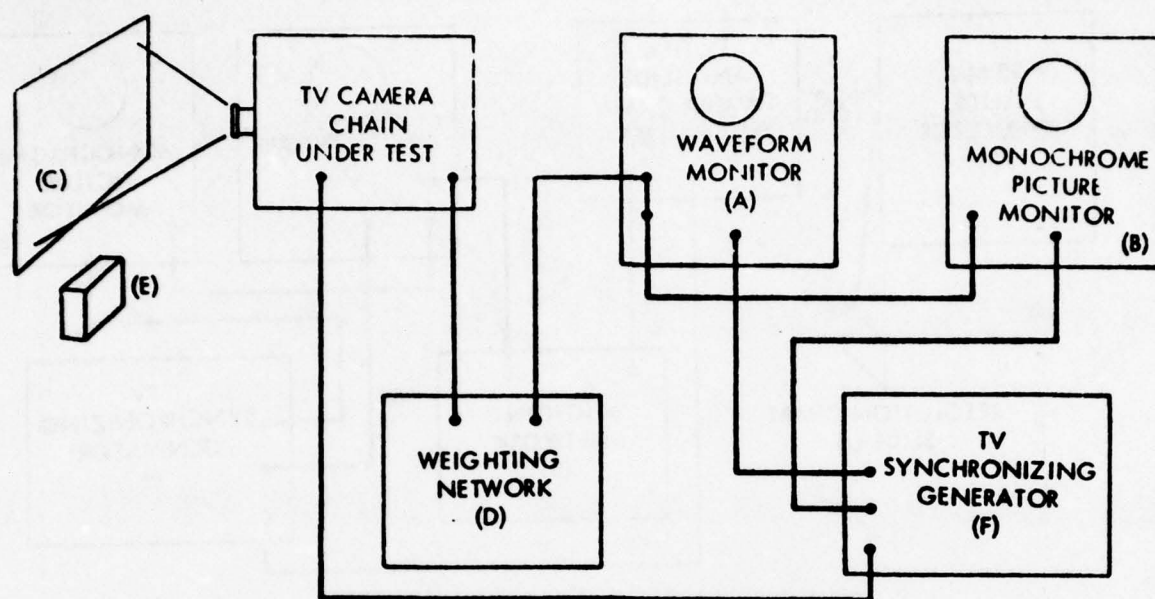 TV CAMERA
CHAIN
UNDER TEST
WAVEFORM
MONITOR
(A)
MONOCHROME
PICTURE
MONITOR
(B)
(C)
(E)
WEIGHTING
NETWORK
(D)
TV
SYNCHRONIZING
GENERATOR
(F)